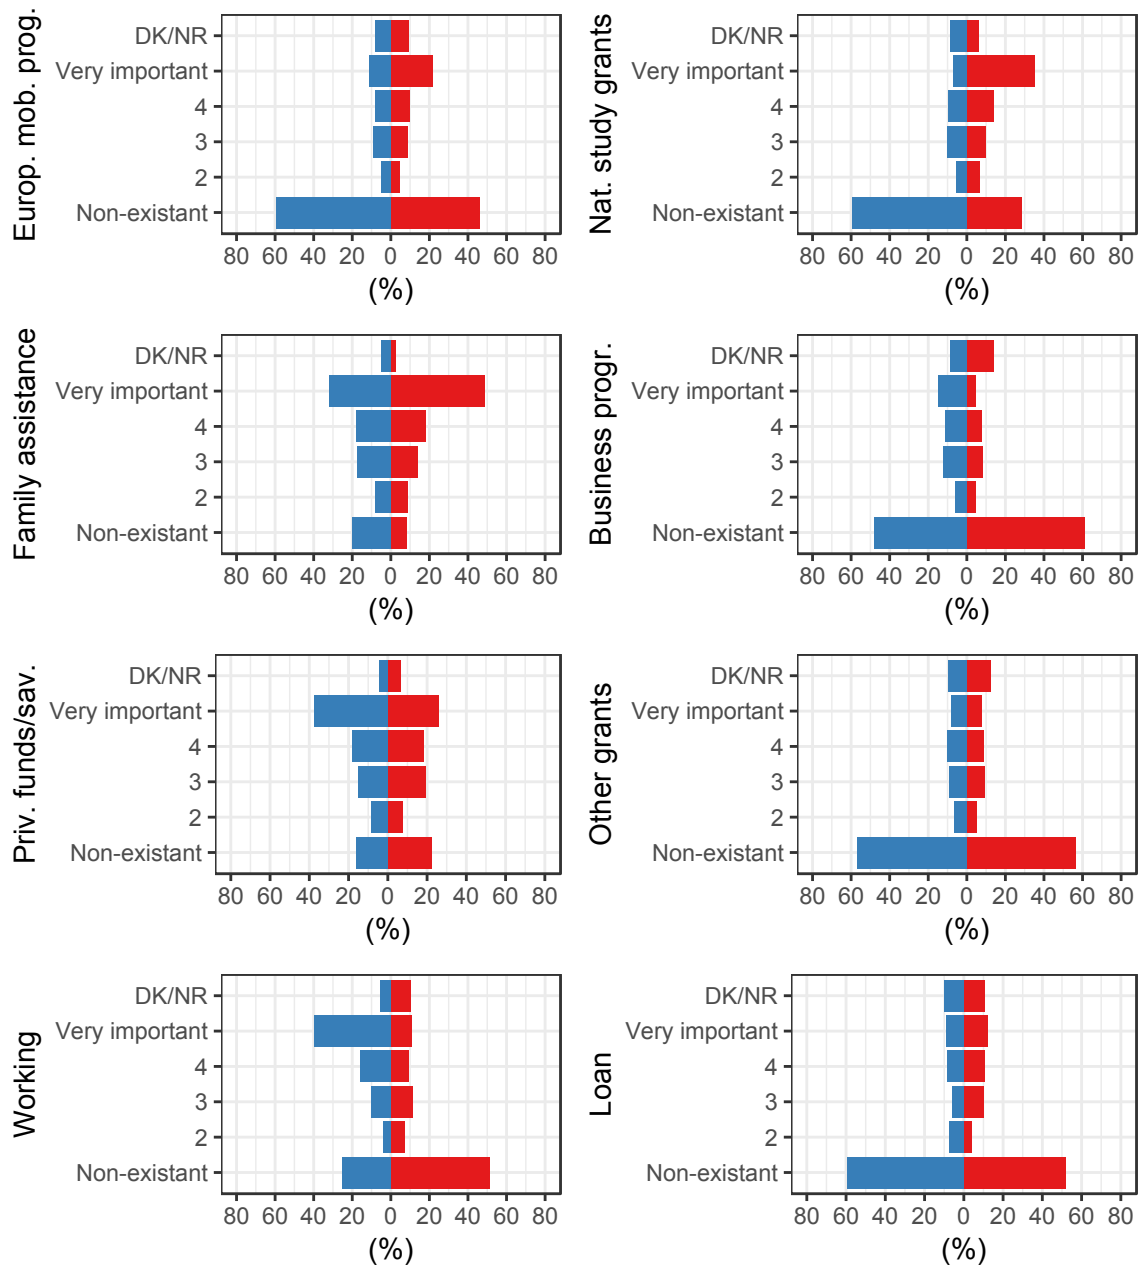 Europ. mob. prog.
DK/NR
Very important
4
3
2
Non-existant
80 60 40 20 0 20 40 60 80
(%)
Nat. study grants
DK/NR
Very important
4
3
2
Non-existant
80 60 40 20 0 20 40 60 80
(%)
Family assistance
DK/NR
Very important
4
3
2
Non-existant
80 60 40 20 0 20 40 60 80
(%)
Business progr.
DK/NR
Very important
4
3
2
Non-existant
80 60 40 20 0 20 40 60 80
(%)
Priv. funds/sav.
DK/NR
Very important
4
3
2
Non-existant
80 60 40 20 0 20 40 60 80
(%)
Other grants
DK/NR
Very important
4
3
2
Non-existant
80 60 40 20 0 20 40 60 80
(%)
Working
DK/NR
Very important
4
3
2
Non-existant
80 60 40 20 0 20 40 60 80
(%)
Loan
DK/NR
Very important
4
3
2
Non-existant
80 60 40 20 0 20 40 60 80
(%)